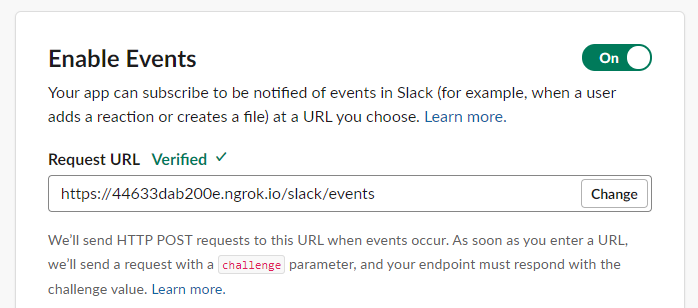 Enable Events
On
Your app can subscribe to be notified of events in Slack (for example, when a user
adds a reaction or creates a file) at a URL you choose. Learn more.
Request URL Verified ✓
https://44633dab200e.ngrok.io/slack/events
Change
We’ll send HTTP POST requests to this URL when events occur. As soon as you enter a URL,
we’ll send a request with a challenge parameter, and your endpoint must respond with the
challenge value. Learn more.